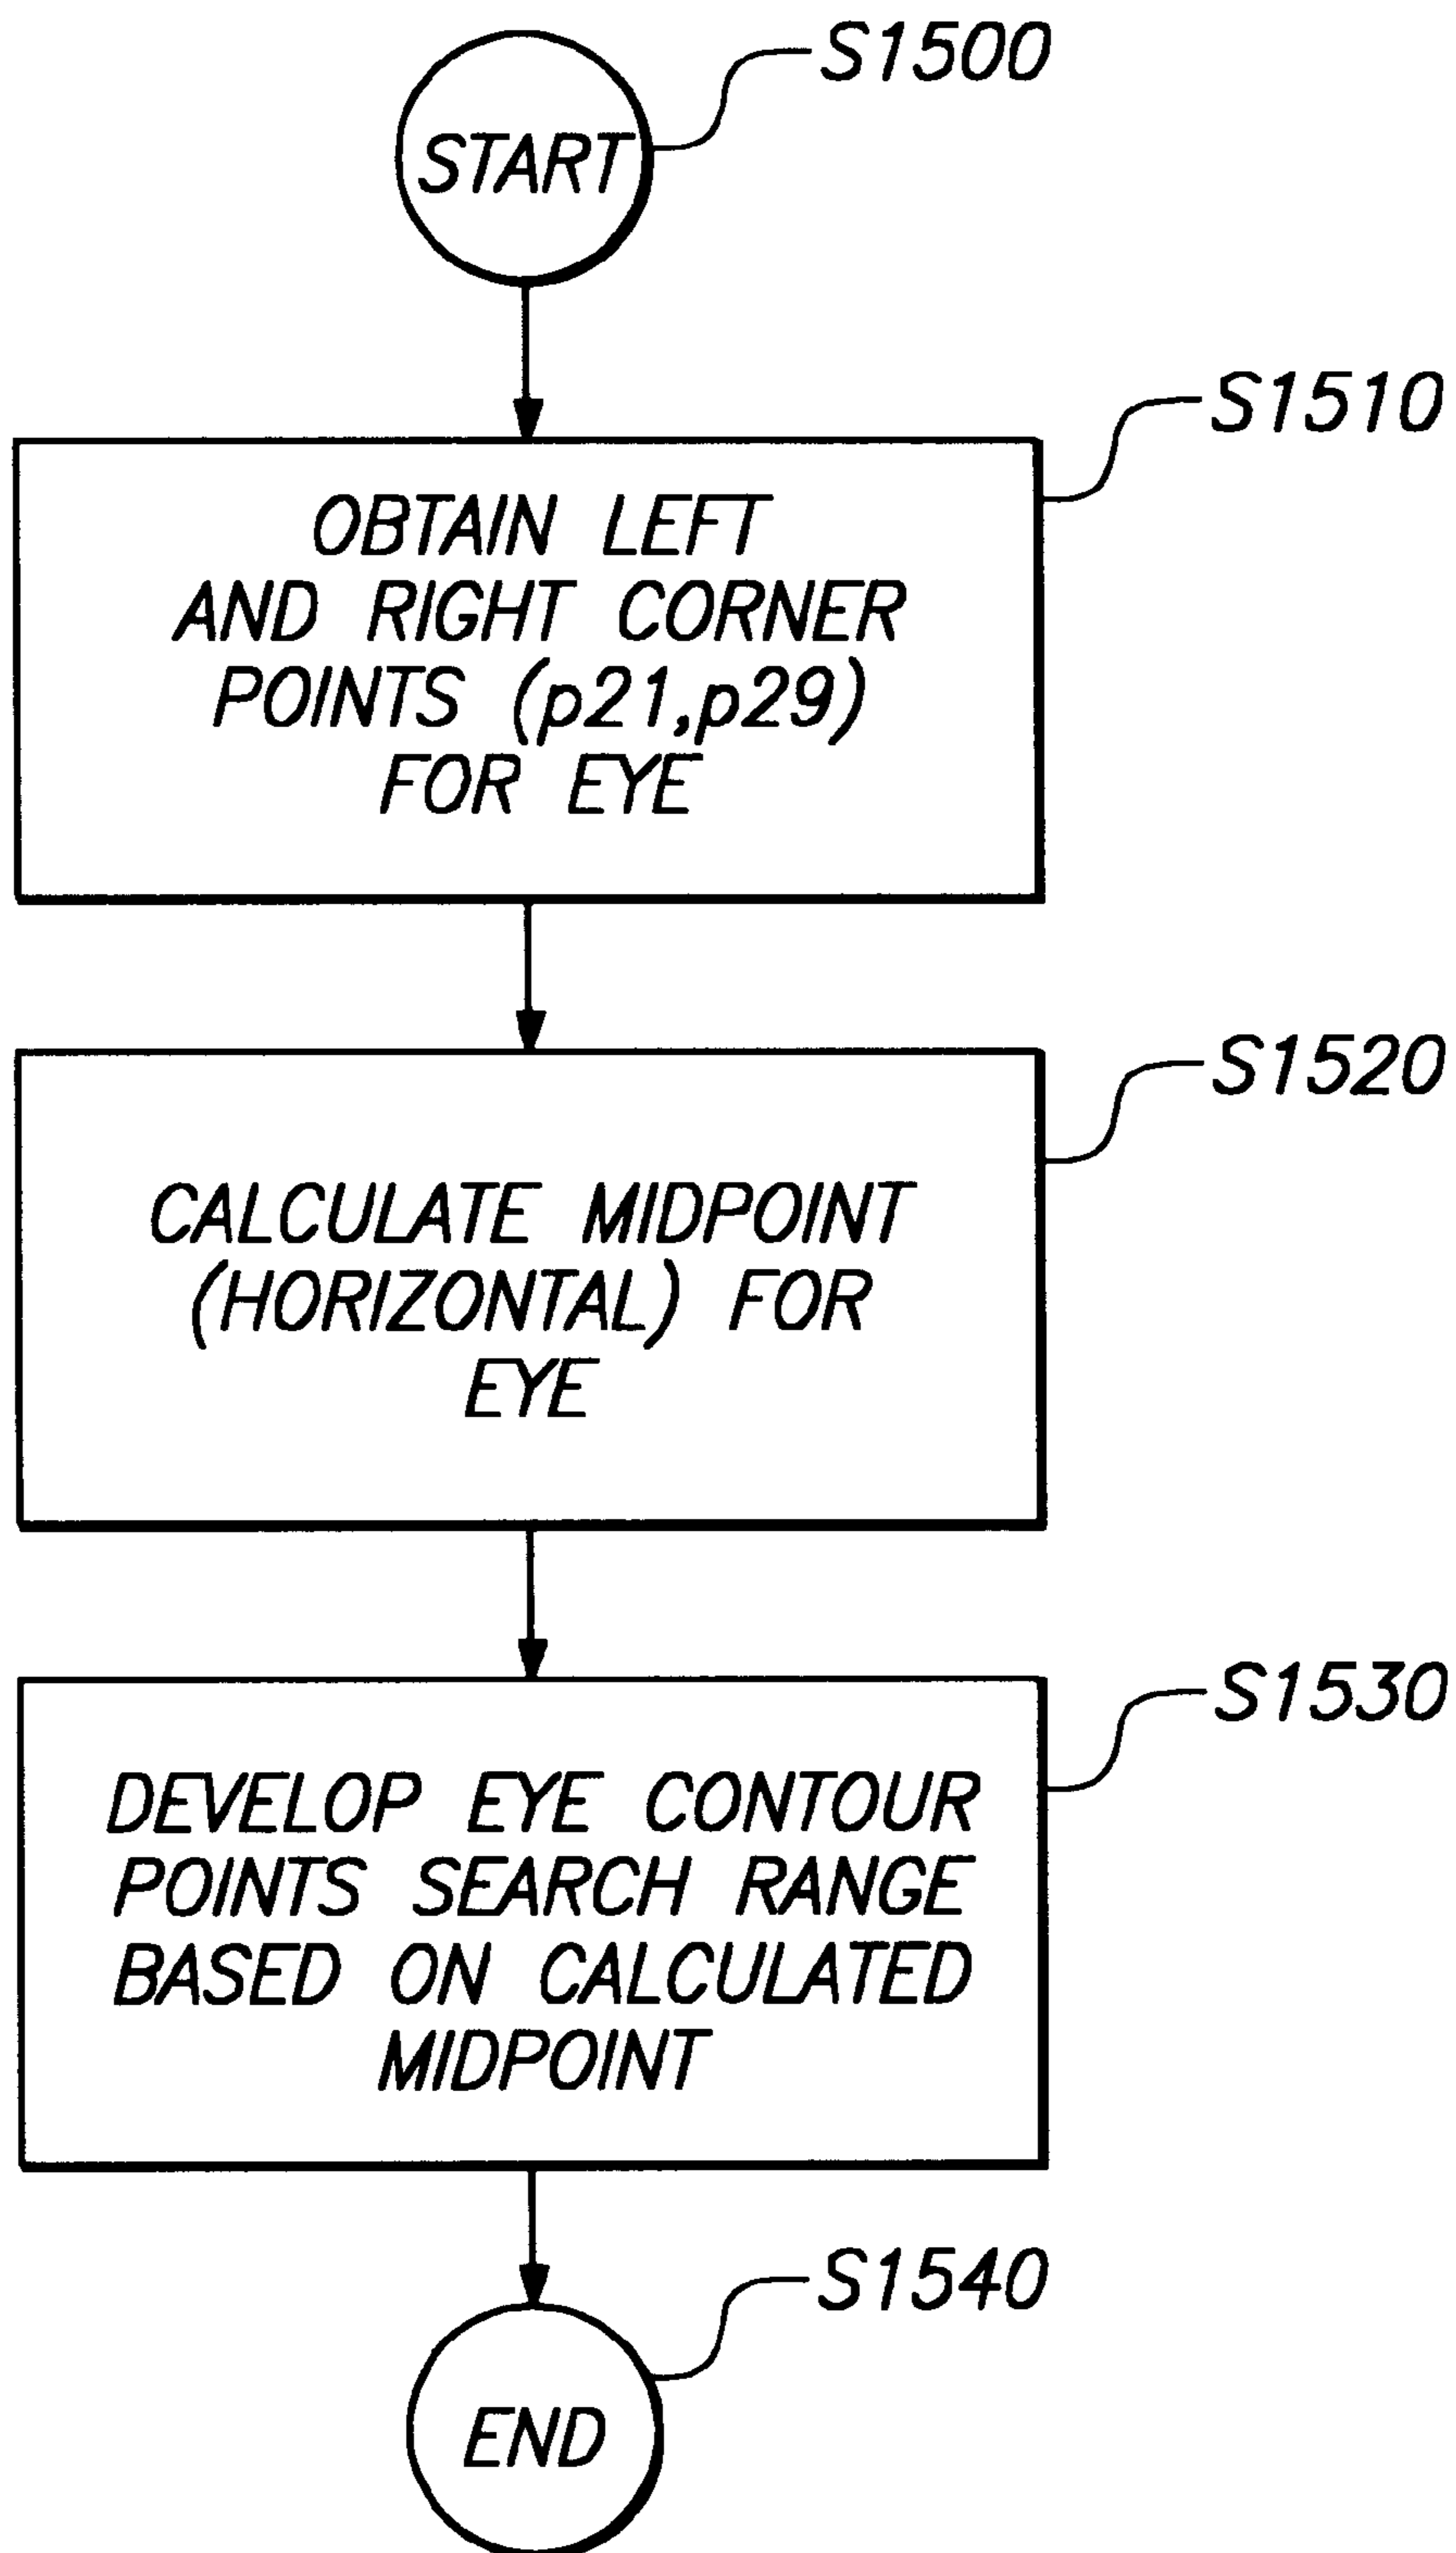 S1500
START
S1510
OBTAIN LEFT
AND RIGHT CORNER
POINTS (p21,p29)
FOR EYE
S1520
CALCULATE MIDPOINT
(HORIZONTAL) FOR
EYE
S1530
DEVELOP EYE CONTOUR
POINTS SEARCH RANGE
BASED ON CALCULATED
MIDPOINT
S1540
END